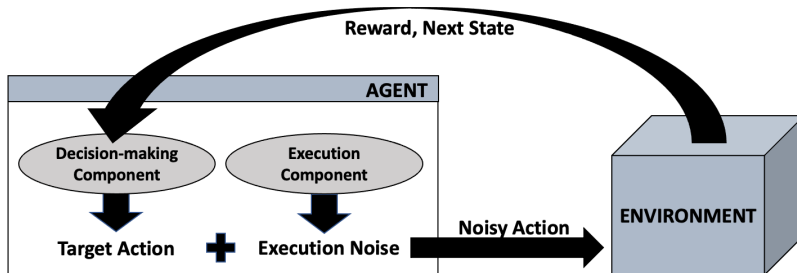 Reward, Next State
AGENT
Decision-making
Component
Execution
Component
Target Action
Execution Noise
Noisy Action
ENVIRONMENT